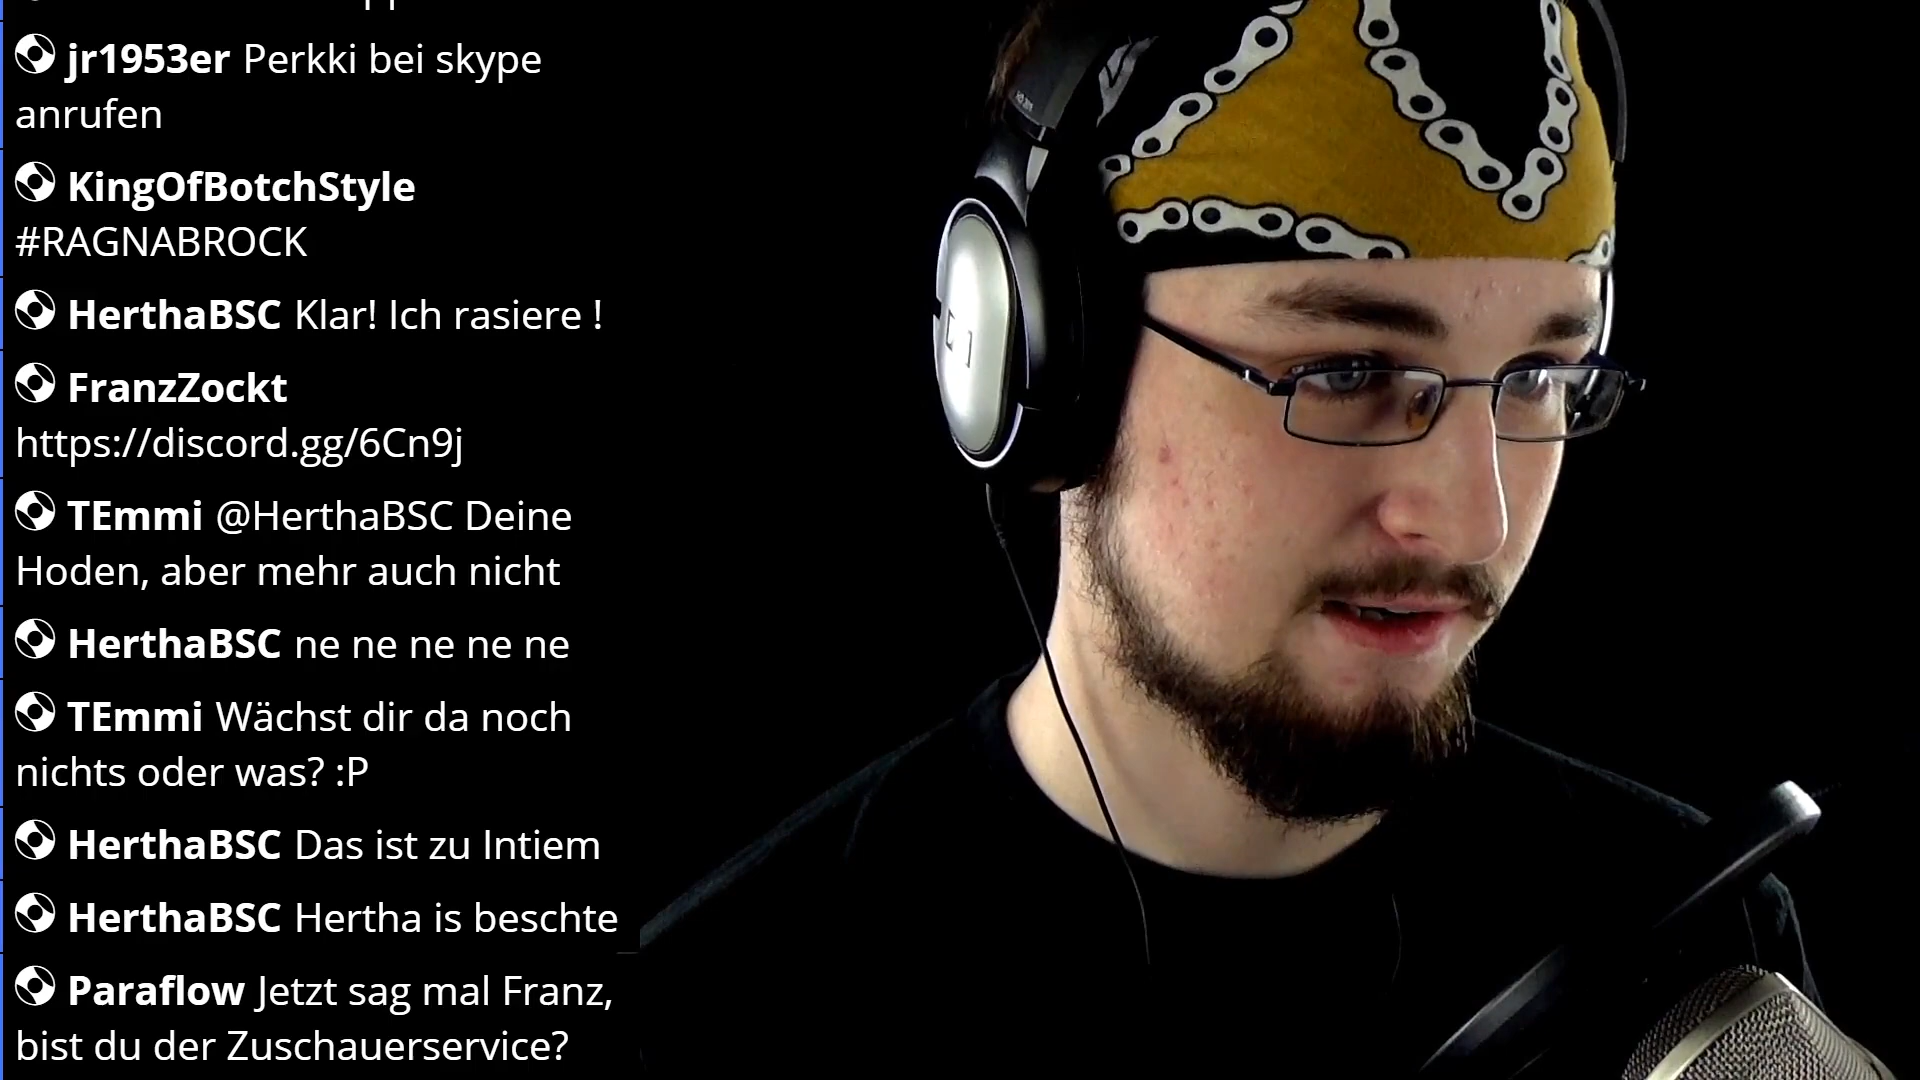 jr1953er Perkki bei skype
anrufen
KingOfBotchStyle
#RAGNABROCK
HerthaBSC Klar! Ich rasiere !
FranzZockt
https://discord.gg/6Cn9j
TEmmi @HerthaBSC Deine
Hoden, aber mehr auch nicht
HerthaBSC ne ne ne ne ne
TEmmi Wächst dir da noch
nichts oder was? :P
HerthaBSC Das ist zu Intiem
HerthaBSC Hertha is beschte
Paraflow Jetzt sag mal Franz,
bist du der Zuschauerservice?